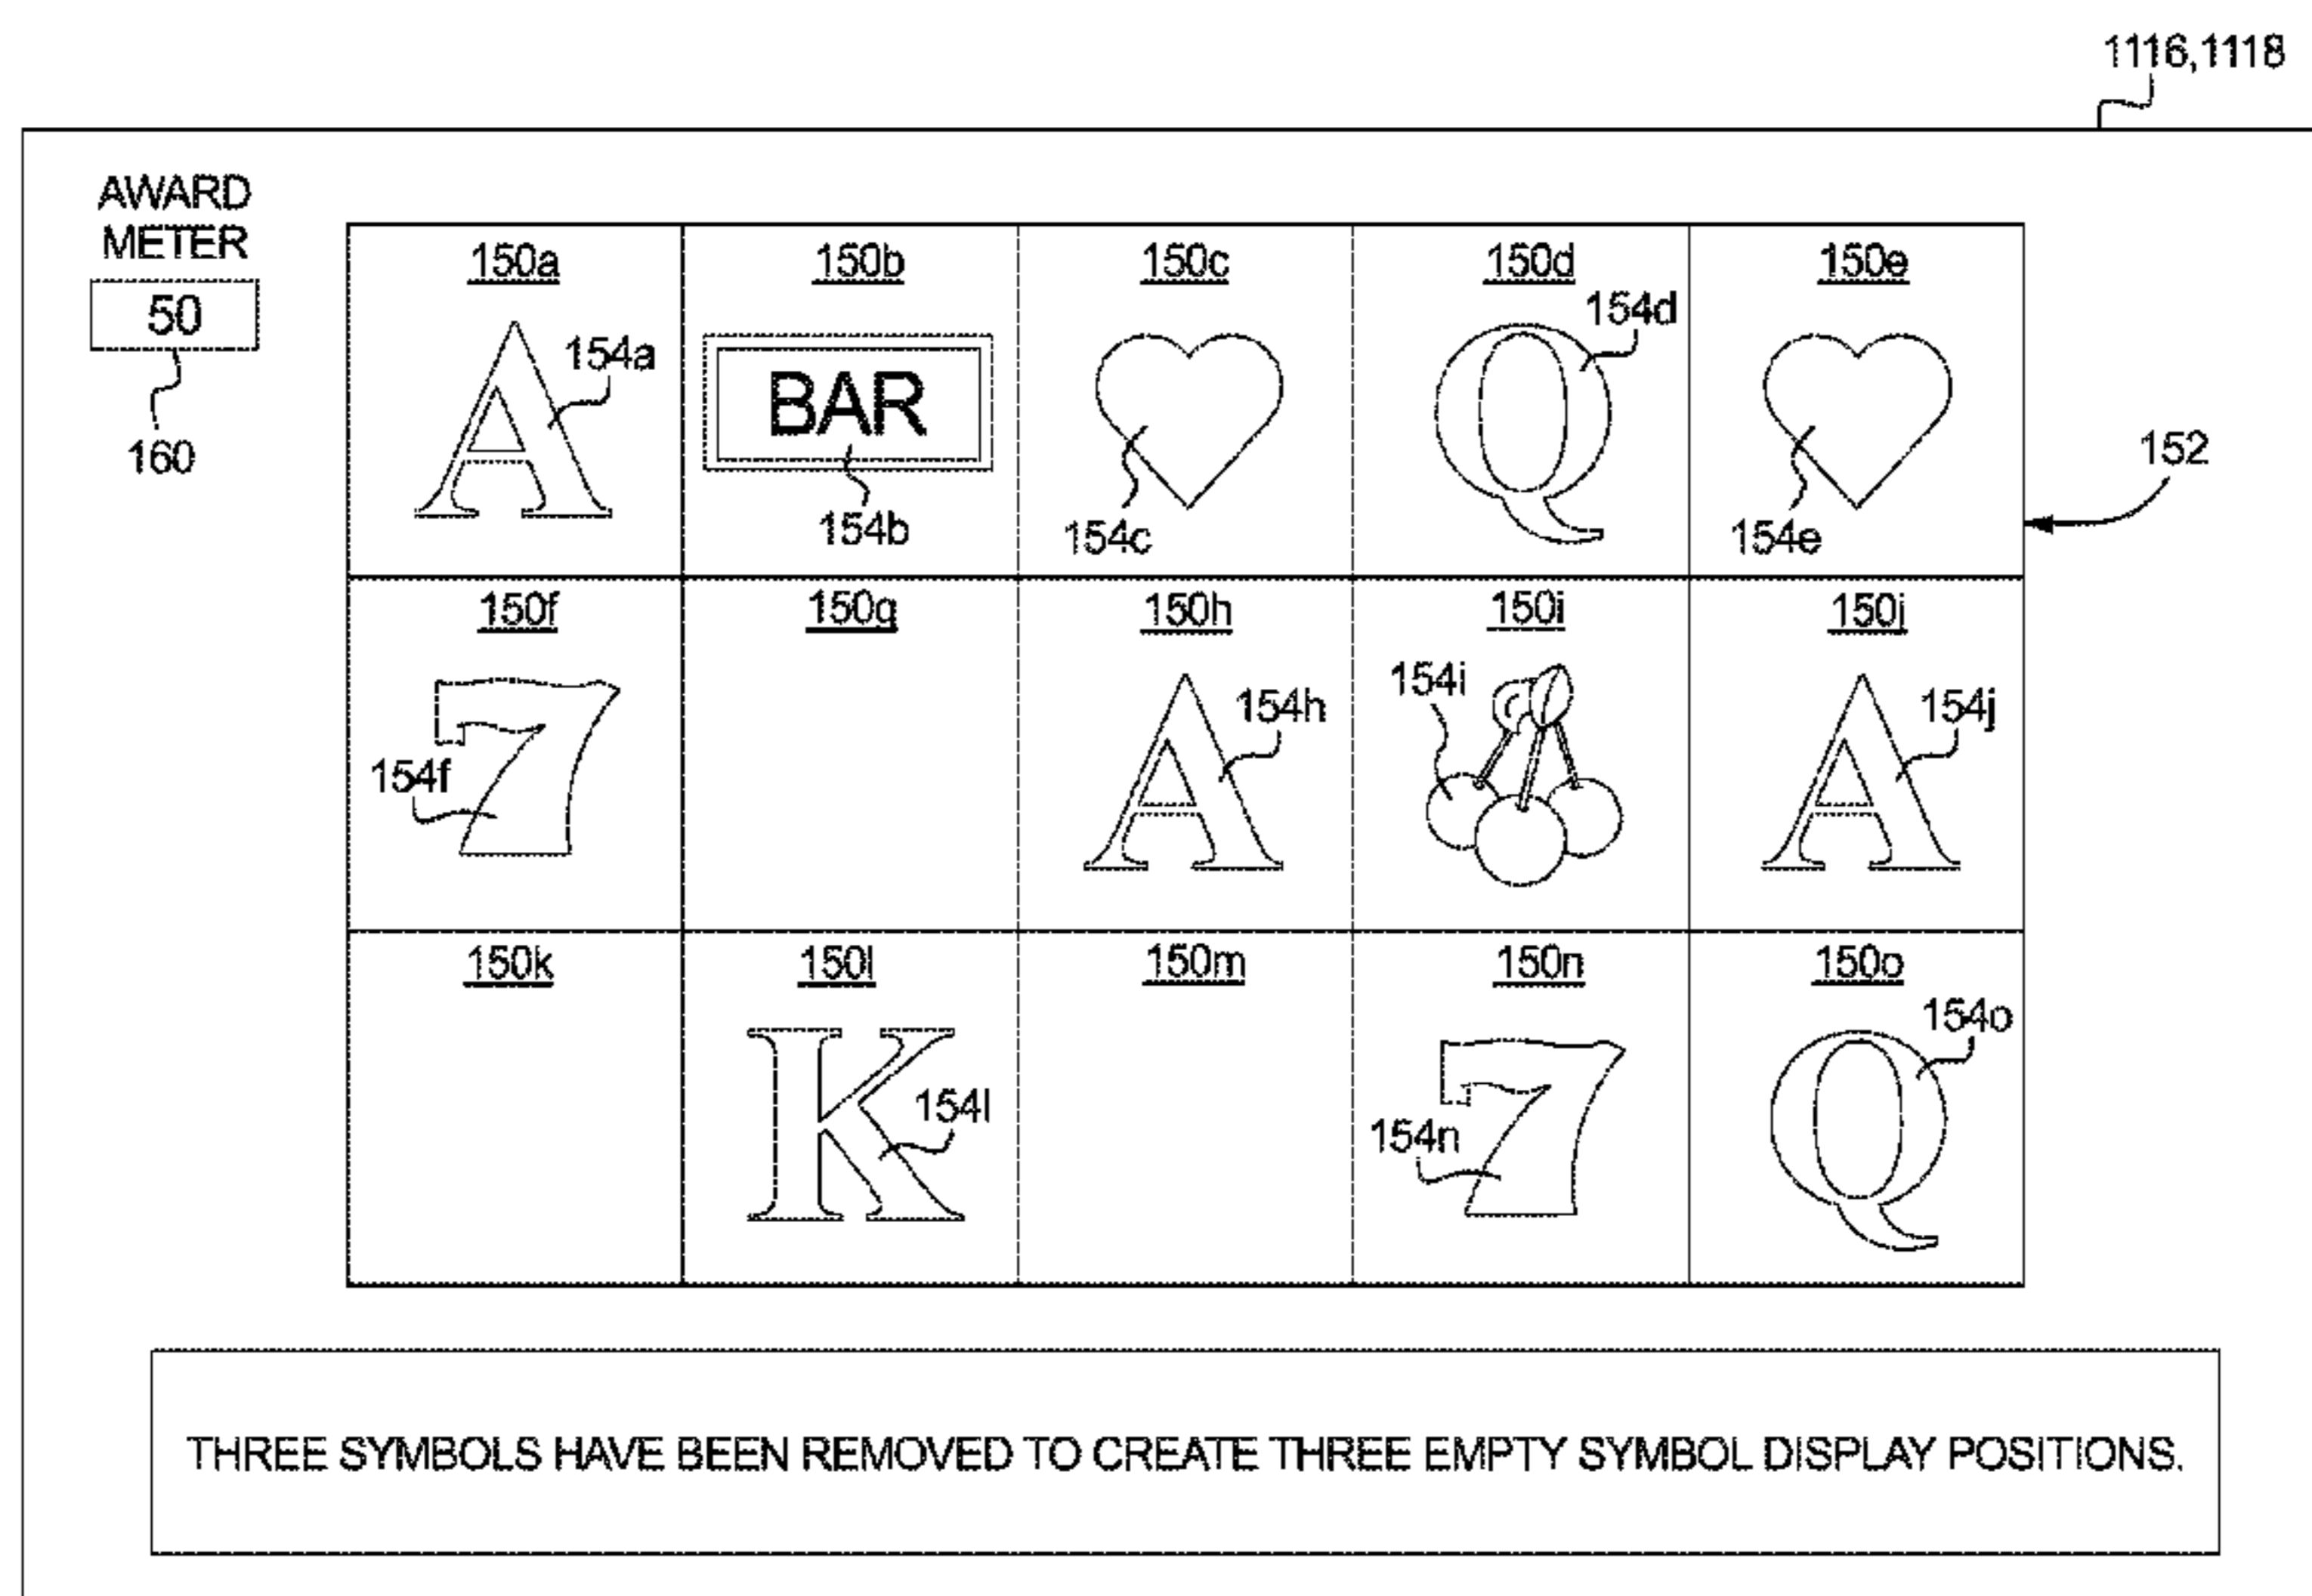 1116,1118
AWARD
METER
50
160
150a 150b 150c 150d 150e
154a BAR 154b 154c Q 154d 154e
A
152
150f 150g 150h 150i 150j
7 154f A 154h 154i A 154j
150k 150l 150m 150n 150o
K 154l 7 154n Q 154o
THREE SYMBOLS HAVE BEEN REMOVED TO CREATE THREE EMPTY SYMBOL DISPLAY POSITIONS.